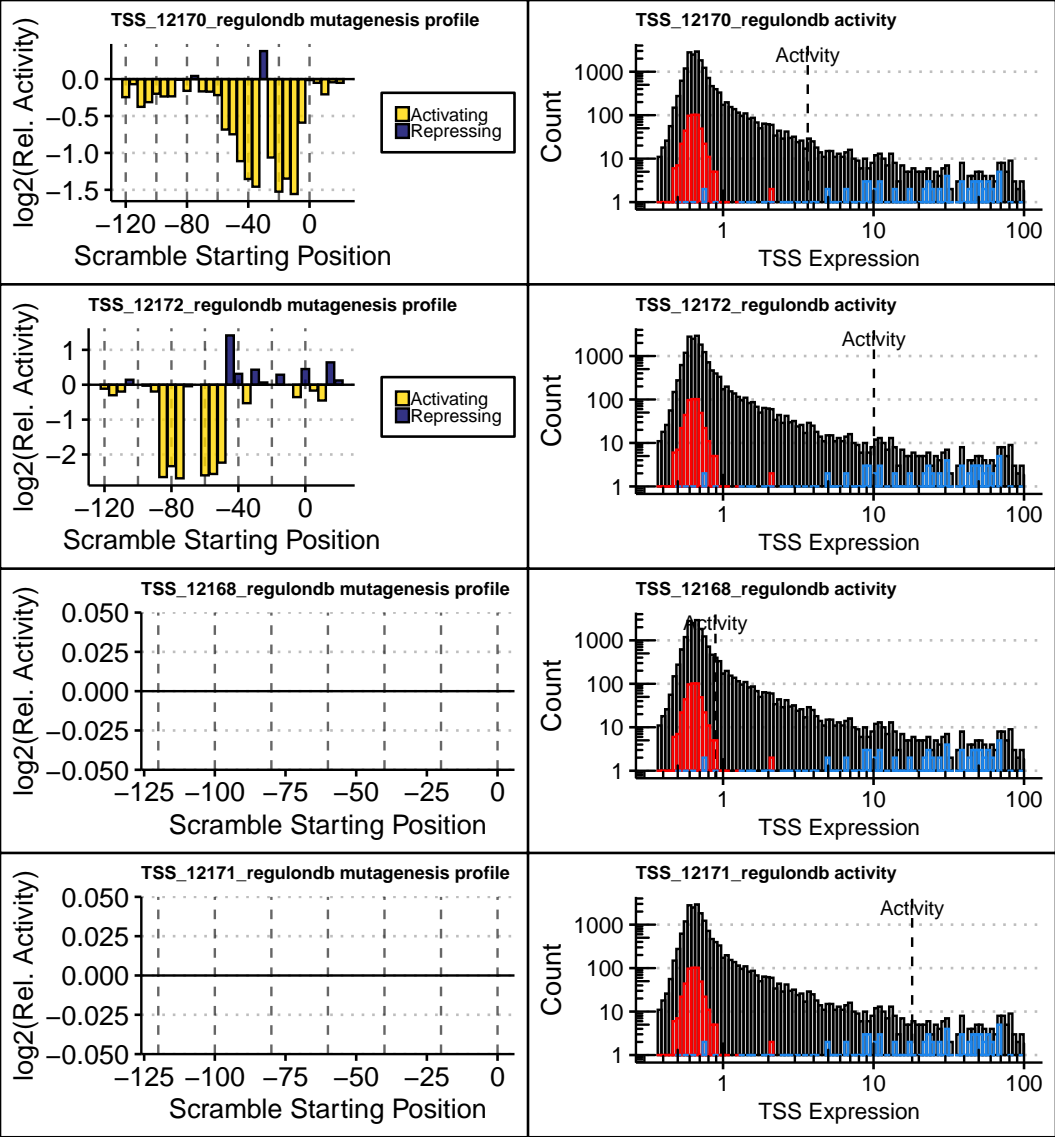 TSS_12170_regulondb mutagenesis profile
log2(Rel. Activity)
0.0
−0.5
−1.0
−1.5
−120 −80 −40 0
Scramble Starting Position
Activating
Repressing
TSS_12170_regulondb activity
Count
1000
100
10
1
Activity
1 10 100
TSS Expression
TSS_12172_regulondb mutagenesis profile
log2(Rel. Activity)
1
0
−1
−2
−120 −80 −40 0
Scramble Starting Position
Activating
Repressing
TSS_12172_regulondb activity
Count
1000
100
10
1
Activity
1 10 100
TSS Expression
TSS_12168_regulondb mutagenesis profile
log2(Rel. Activity)
0.050
0.025
0.000
−0.025
−0.050
−125 −100 −75 −50 −25 0
Scramble Starting Position
TSS_12168_regulondb activity
Count
1000
100
10
1
Activity
1 10 100
TSS Expression
TSS_12171_regulondb mutagenesis profile
log2(Rel. Activity)
0.050
0.025
0.000
−0.025
−0.050
−125 −100 −75 −50 −25 0
Scramble Starting Position
TSS_12171_regulondb activity
Count
1000
100
10
1
Activity
1 10 100
TSS Expression